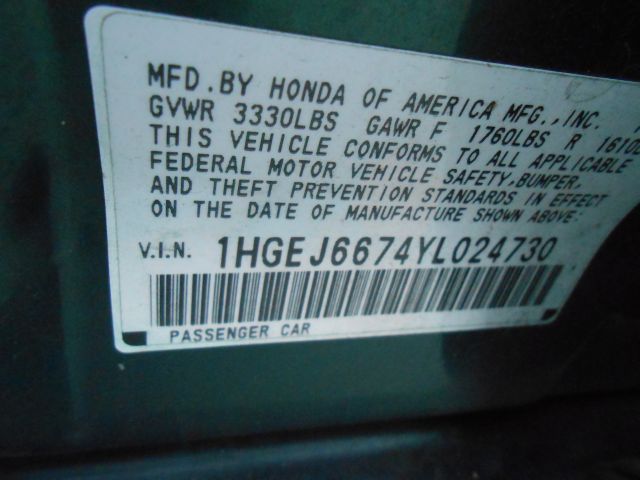 MFD.BY HONDA OF AMERICA MFG.,INC.
GVWR 3330LBS GAWR F 1760LBS R
THIS VEHICLE CONFORMS TO ALL APPLICABLE
FEDERAL MOTOR VEHICLE SAFETY,BUMPER,
AND THEFT PREVENTION STANDARDS IN EFFECT
ON THE DATE OF MANUFACTURE SHOWN ABOVE:
V.I.N. 1HGEJ6674YL024730
PASSENGER CAR